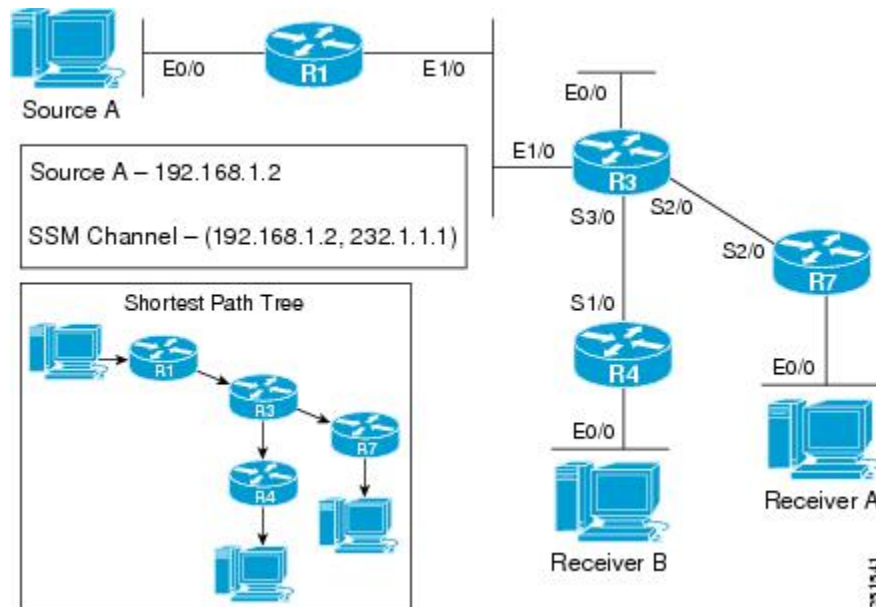 E0/0
R1
E1/0
Source A
E0/0
E1/0
R3
S3/0
S2/0
S2/0
R7
S1/0
R4
E0/0
E0/0
Receiver A
Receiver B
Source A – 192.168.1.2
SSM Channel – (192.168.1.2, 232.1.1.1)
Shortest Path Tree
R1
R3
R7
R4